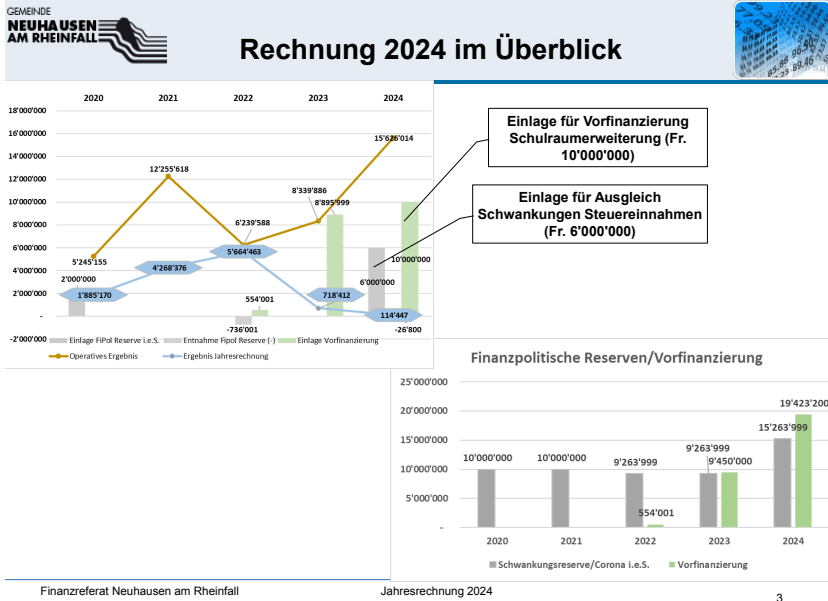 GEMEINDE
NEUHAUSEN
AM RHEINFALL
Rechnung 2024 im Überblick
2020 2021 2022 2023 2024
18'000'000
16'000'000
14'000'000
12'000'000
10'000'000
8'000'000
6'000'000
4'000'000
2'000'000
-
-2'000'000
15'626'014
12'255'618
8'339'886
8'895'999
6'239'588
5'245'155
5'664'463
4'268'376
10'000'000
2'000'000
6'000'000
1'885'170
554'001
718'412
114'447
-736'001
-26'800
Einlage FiPol Reserve i.e.S. Entnahme Fipol Reserve (-) Einlage Vorfinanzierung
Operatives Ergebnis Ergebnis Jahresrechnung
Einlage für Vorfinanzierung
Schulraumerweiterung (Fr.
10'000'000)
Einlage für Ausgleich
Schwankungen Steuereinnahmen
(Fr. 6'000'000)
Finanzpolitische Reserven/Vorfinanzierung
25'000'000
20'000'000
15'000'000
10'000'000
5'000'000
-
19'423'200
15'263'999
10'000'000 10'000'000 9'263'999 9'263'999
9'450'000
554'001
2020 2021 2022 2023 2024
Schwankungsreserve/Corona i.e.S. Vorfinanzierung
Finanzreferat Neuhausen am Rheinfall Jahresrechnung 2024 3